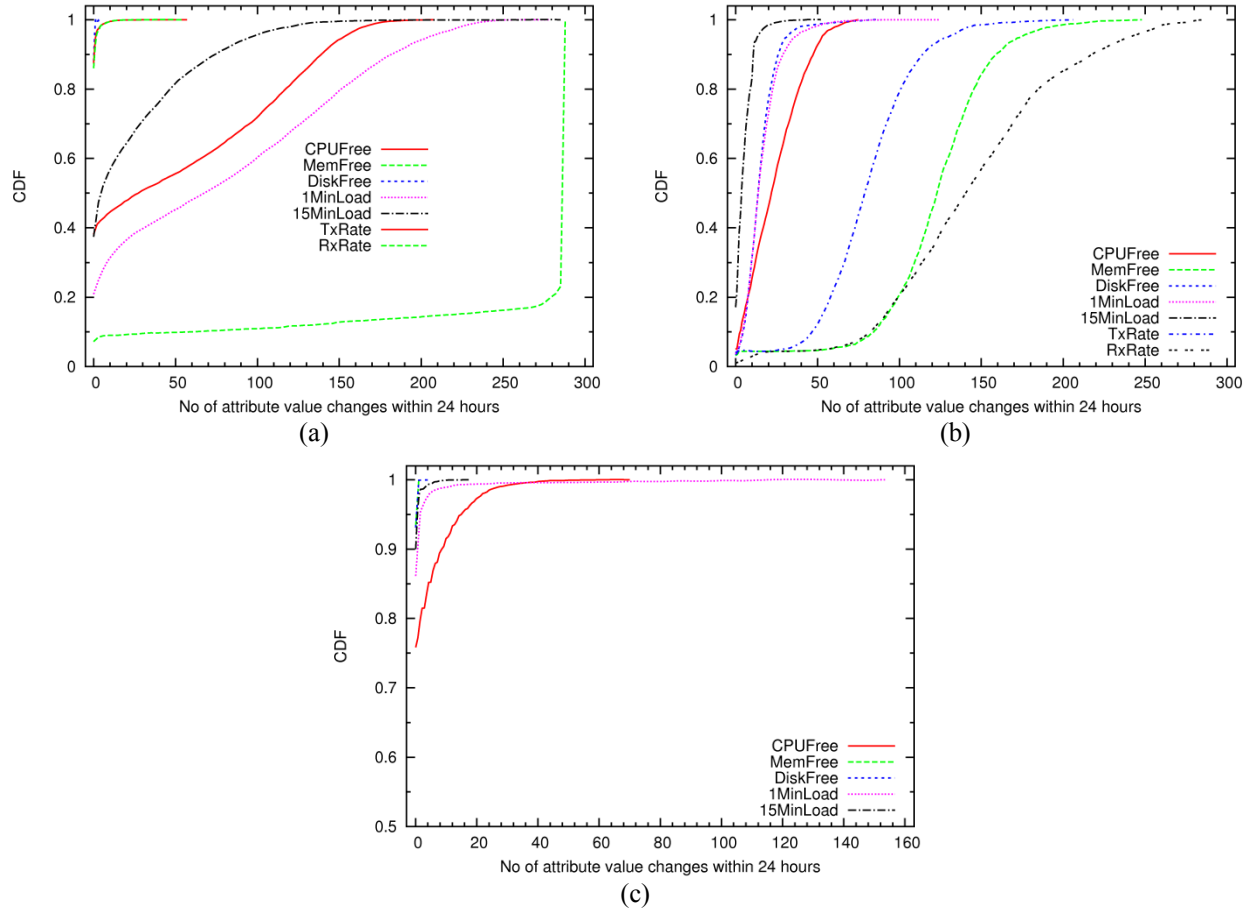 1
0.8
0.6
0.4
0.2
0
CDF
0 50 100 150 200 250 300
No of attribute value changes within 24 hours
CPUFree
MemFree
DiskFree
1MinLoad
15MinLoad
TxRate
RxRate
(a)
1
0.8
0.6
0.4
0.2
0
CDF
0 50 100 150 200 250 300
No of attribute value changes within 24 hours
CPUFree
MemFree
DiskFree
1MinLoad
15MinLoad
TxRate
RxRate
(b)
1
0.9
0.8
0.7
0.6
0.5
CDF
0 20 40 60 80 100 120 140 160
No of attribute value changes within 24 hours
CPUFree
MemFree
DiskFree
1MinLoad
15MinLoad
(c)